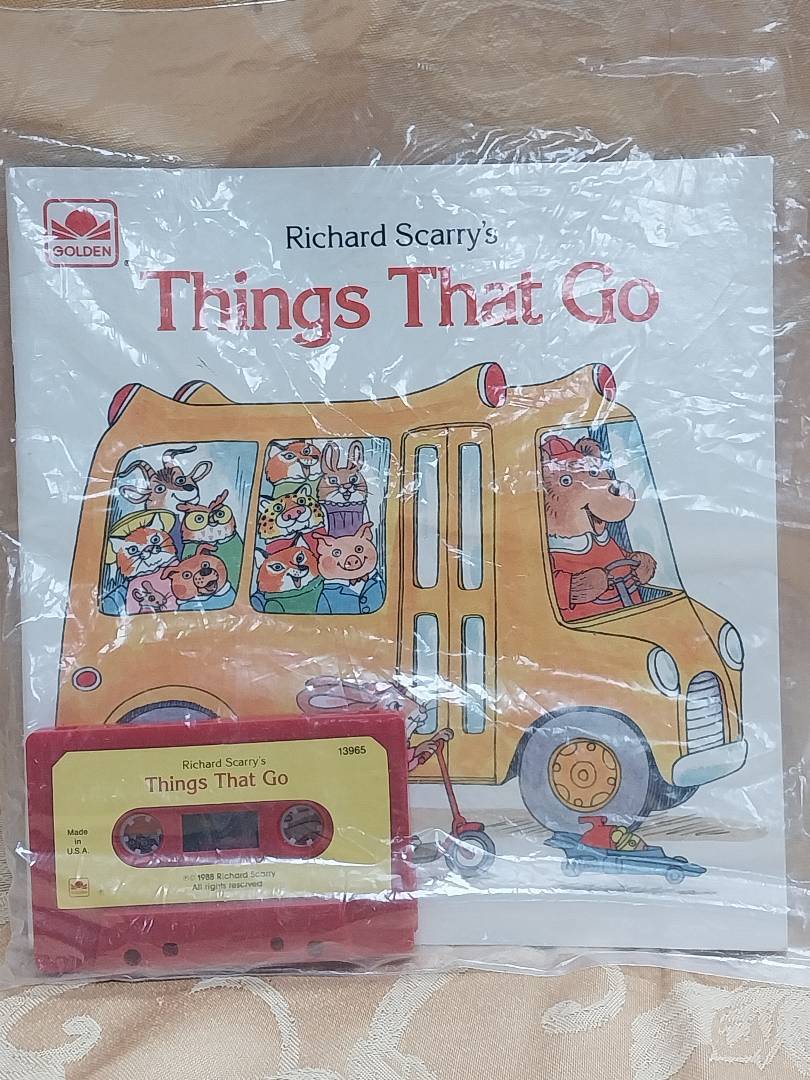 GOLDEN
Richard Scarry's
Things That Go
13965
Richard Scarry's
Things That Go
Made
in
U.S.A.
℗© 1988 Richard Scarry
All rights reserved